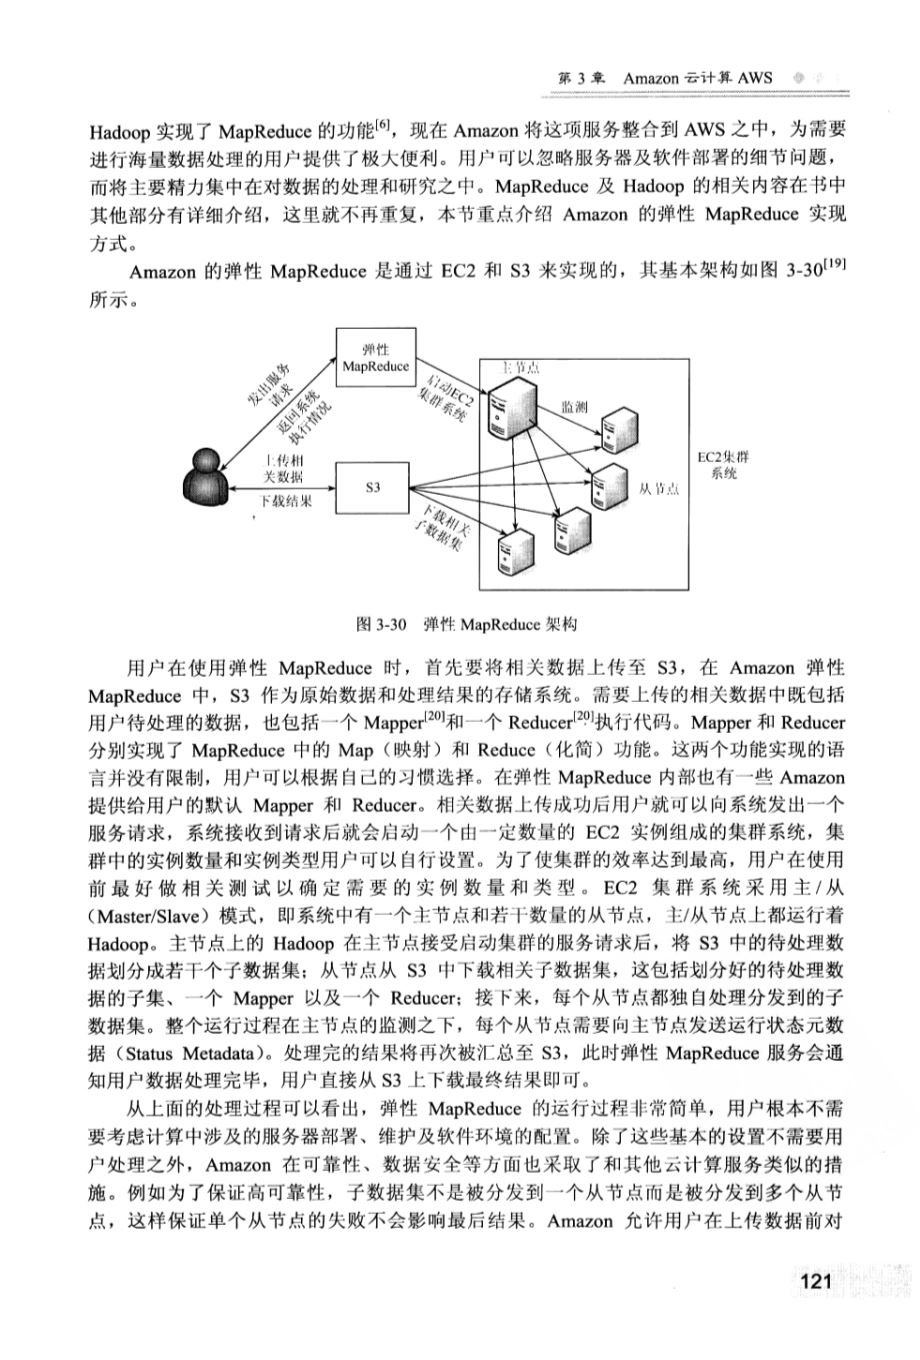 第 3 章 Amazon 云计算 AWS
Hadoop 实现了 MapReduce 的功能[6]，现在 Amazon 将这项服务整合到 AWS 之中，为需要
进行海量数据处理的用户提供了极大便利。用户可以忽略服务器及软件部署的细节问题，
而将主要精力集中在对数据的处理和研究之中。MapReduce 及 Hadoop 的相关内容在书中
其他部分有详细介绍，这里就不再重复，本节重点介绍 Amazon 的弹性 MapReduce 实现
方式。
Amazon 的弹性 MapReduce 是通过 EC2 和 S3 来实现的，其基本架构如图 3-30[19]
所示。
弹性
MapReduce
发出服务
请求
返回系统
执行情况
启动EC2
集群系统
主节点
监测
EC2集群
系统
从节点
上传相
关数据
下载结果
S3
下载相关
子数据集
图 3-30 弹性 MapReduce 架构
用户在使用弹性 MapReduce 时，首先要将相关数据上传至 S3，在 Amazon 弹性
MapReduce 中，S3 作为原始数据和处理结果的存储系统。需要上传的相关数据中既包括
用户待处理的数据，也包括一个 Mapper[20]和一个 Reducer[20]执行代码。Mapper 和 Reducer
分别实现了 MapReduce 中的 Map（映射）和 Reduce（化简）功能。这两个功能实现的语
言并没有限制，用户可以根据自己的习惯选择。在弹性 MapReduce 内部也有一些 Amazon
提供给用户的默认 Mapper 和 Reducer。相关数据上传成功后用户就可以向系统发出一个
服务请求，系统接收到请求后就会启动一个由一定数量的 EC2 实例组成的集群系统，集
群中的实例数量和实例类型用户可以自行设置。为了使集群的效率达到最高，用户在使用
前最好做相关测试以确定需要的实例数量和类型。EC2 集群系统采用主/从
（Master/Slave）模式，即系统中有一个主节点和若干数量的从节点，主/从节点上都运行着
Hadoop。主节点上的 Hadoop 在主节点接受启动集群的服务请求后，将 S3 中的待处理数
据划分成若干个子数据集；从节点从 S3 中下载相关子数据集，这包括划分好的待处理数
据的子集、一个 Mapper 以及一个 Reducer；接下来，每个从节点都独自处理分发到的子
数据集。整个运行过程在主节点的监测之下，每个从节点需要向主节点发送运行状态元数
据（Status Metadata）。处理完的结果将再次被汇总至 S3，此时弹性 MapReduce 服务会通
知用户数据处理完毕，用户直接从 S3 上下载最终结果即可。
从上面的处理过程可以看出，弹性 MapReduce 的运行过程非常简单，用户根本不需
要考虑计算中涉及的服务器部署、维护及软件环境的配置。除了这些基本的设置不需要用
户处理之外，Amazon 在可靠性、数据安全等方面也采取了和其他云计算服务类似的措
施。例如为了保证高可靠性，子数据集不是被分发到一个从节点而是被分发到多个从节
点，这样保证单个从节点的失败不会影响最后结果。Amazon 允许用户在上传数据前对
121